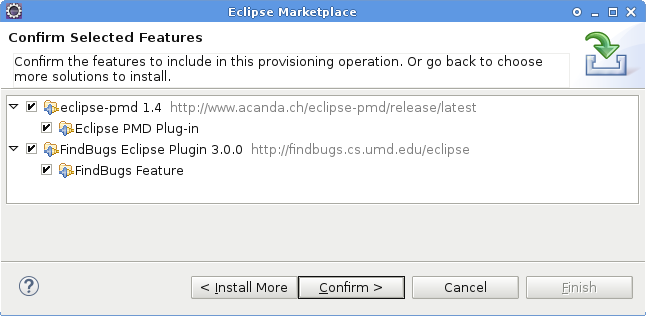 Eclipse Marketplace
Confirm Selected Features
Confirm the features to include in this provisioning operation. Or go back to choose
more solutions to install.
eclipse-pmd 1.4 http://www.acanda.ch/eclipse-pmd/release/latest
Eclipse PMD Plug-in
FindBugs Eclipse Plugin 3.0.0 http://findbugs.cs.umd.edu/eclipse
FindBugs Feature
? < Install More Confirm > Cancel Finish